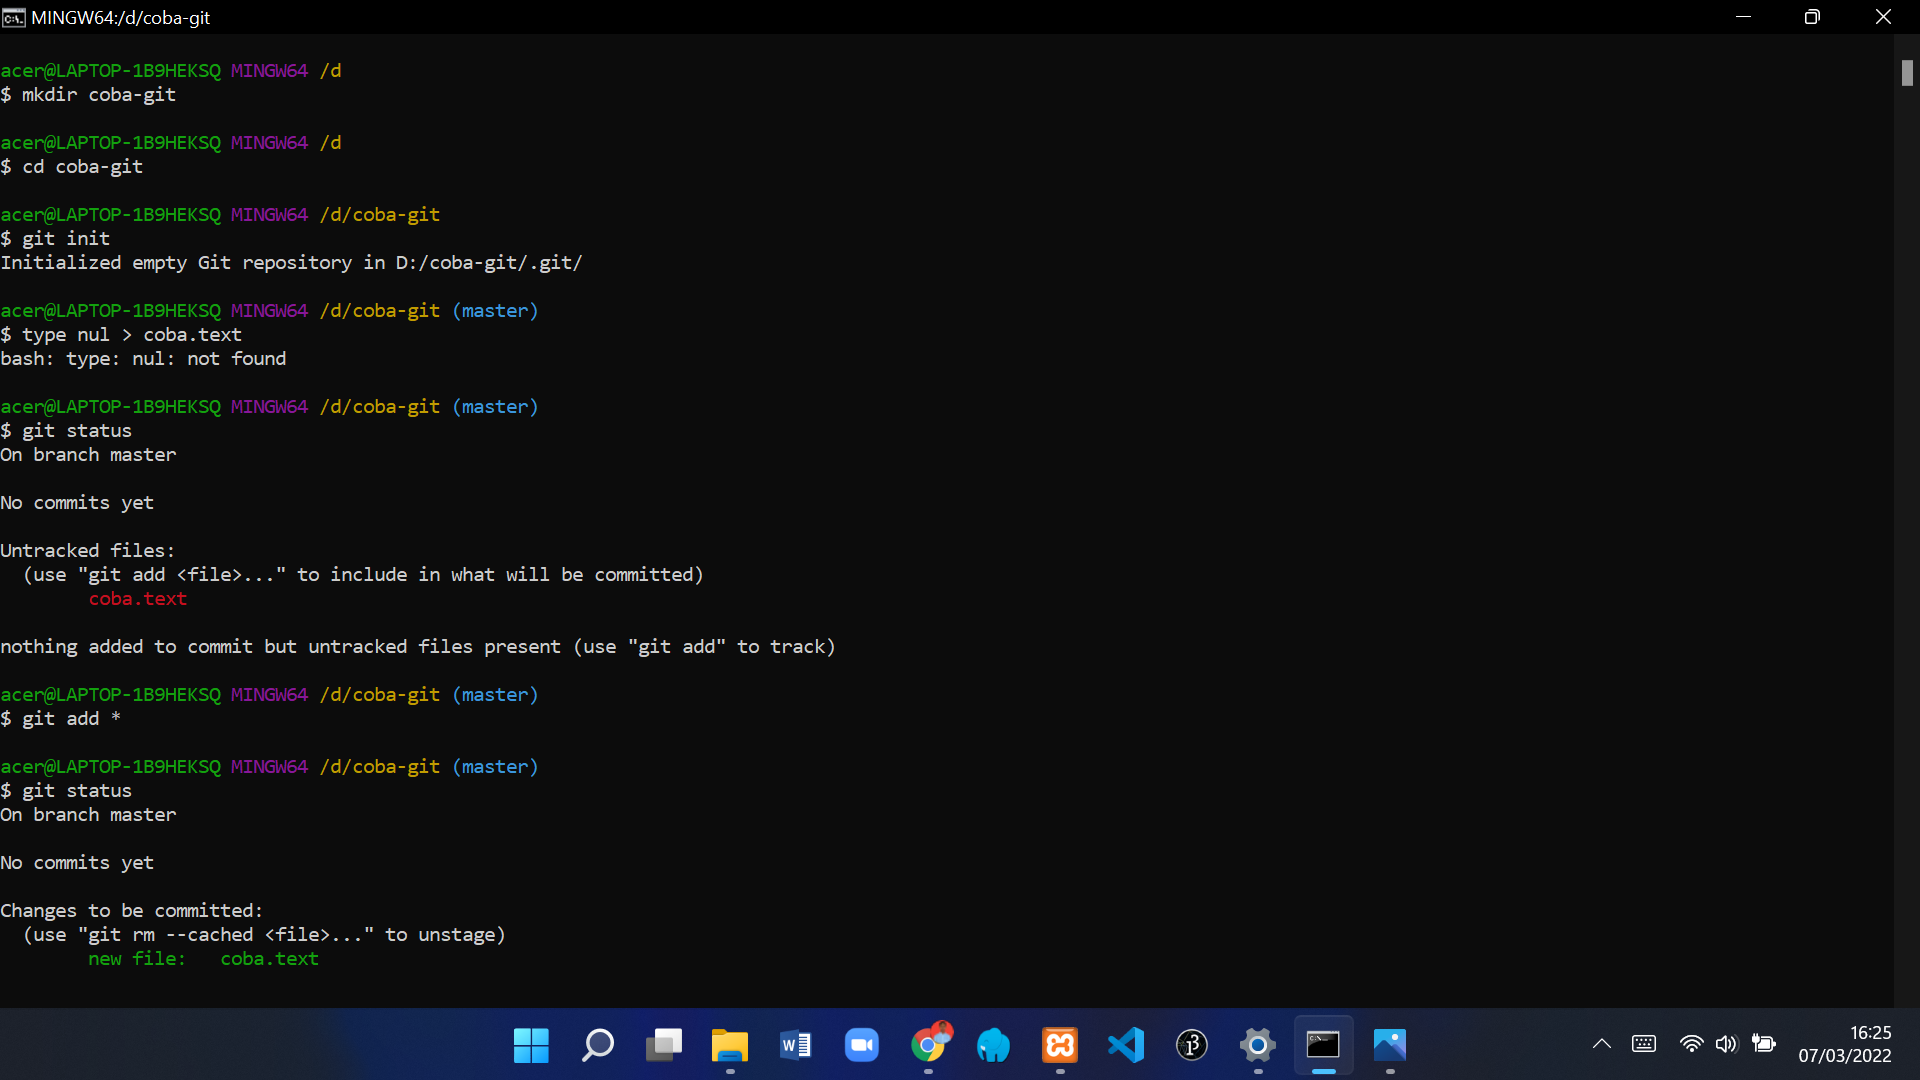 MINGW64:/d/coba-git
acer@LAPTOP-1B9HEKSQ MINGW64 /d
$ mkdir coba-git
acer@LAPTOP-1B9HEKSQ MINGW64 /d
$ cd coba-git
acer@LAPTOP-1B9HEKSQ MINGW64 /d/coba-git
$ git init
Initialized empty Git repository in D:/coba-git/.git/
acer@LAPTOP-1B9HEKSQ MINGW64 /d/coba-git (master)
$ type nul > coba.text
bash: type: nul: not found
acer@LAPTOP-1B9HEKSQ MINGW64 /d/coba-git (master)
$ git status
On branch master
No commits yet
Untracked files:
  (use "git add <file>..." to include in what will be committed)
        coba.text
nothing added to commit but untracked files present (use "git add" to track)
acer@LAPTOP-1B9HEKSQ MINGW64 /d/coba-git (master)
$ git add *
acer@LAPTOP-1B9HEKSQ MINGW64 /d/coba-git (master)
$ git status
On branch master
No commits yet
Changes to be committed:
  (use "git rm --cached <file>..." to unstage)
        new file:   coba.text
16:25
07/03/2022